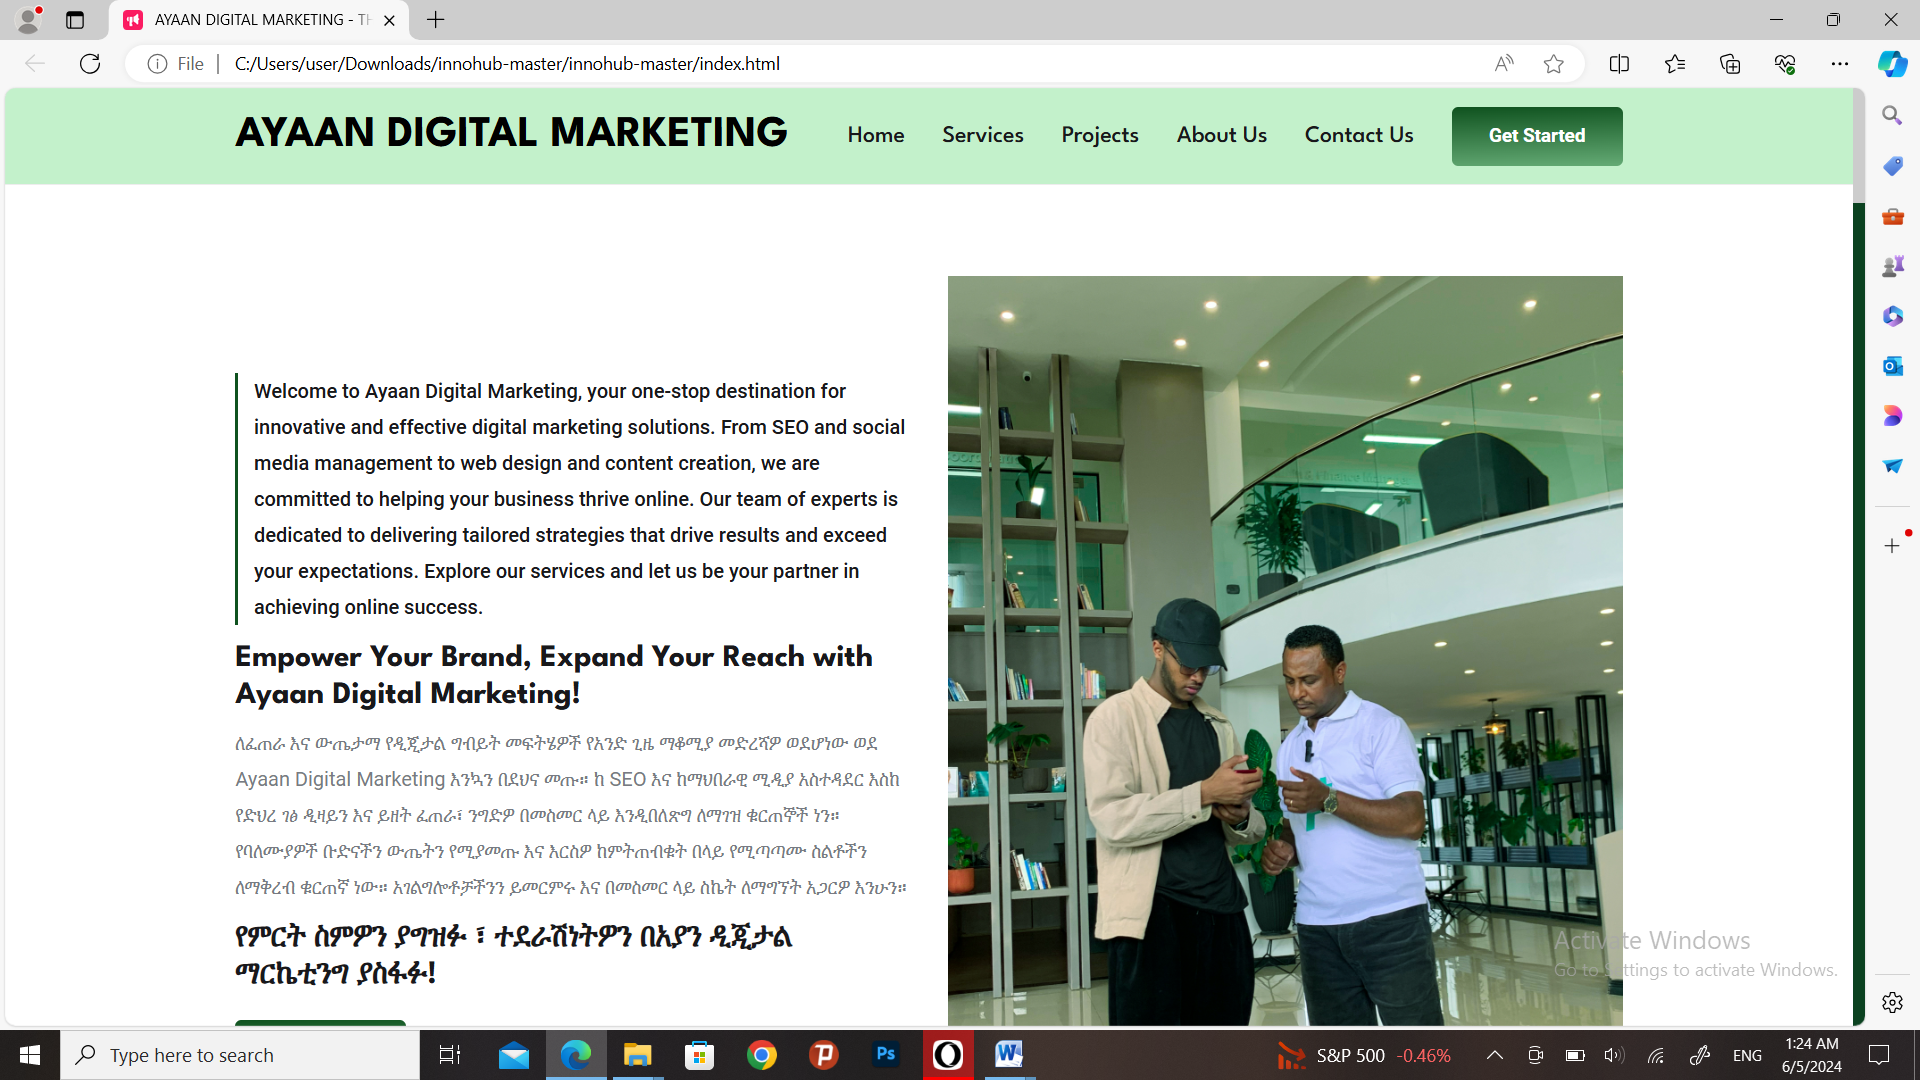 AYAAN DIGITAL MARKETING - TH
File
C:/Users/user/Downloads/innohub-master/innohub-master/index.html
AYAAN DIGITAL MARKETING
Home
Services
Projects
About Us
Contact Us
Get Started
Welcome to Ayaan Digital Marketing, your one-stop destination for
innovative and effective digital marketing solutions. From SEO and social
media management to web design and content creation, we are
committed to helping your business thrive online. Our team of experts is
dedicated to delivering tailored strategies that drive results and exceed
your expectations. Explore our services and let us be your partner in
achieving online success.
Empower Your Brand, Expand Your Reach with
Ayaan Digital Marketing!
ለፈጠራ እና ውጤታማ የዲጂታል ግብይት መፍትሄዎች የአንድ ጊዜ ማቆሚያ መድረሻዎ ወደሆነው ወደ
Ayaan Digital Marketing እንኳን በደህና መጡ። ከ SEO እና ከማህበራዊ ሚዲያ አስተዳደር እስከ
የድህረ ገፅ ዲዛይን እና ይዘት ፈጠራ፣ ንግድዎ በመስመር ላይ እንዲበለጽግ ለማገዝ ቁርጠኞች ነን።
የባለሙያዎች ቡድናችን ውጤትን የሚያመጡ እና እርስዎ ከምትጠብቁት በላይ የሚጣጣሙ ስልቶችን
ለማቅረብ ቁርጠኛ ነው። አገልግሎቶቻችንን ይመርምሩ እና በመስመር ላይ ስኬት ለማግኘት አጋርዎ እንሁን።
የምርት ስምዎን ያግዝፉ ፣ ተደራሽነትዎን በአያን ዲጂታል
ማርኬቲንግ ያስፋፉ!
Activate Windows
Go to Settings to activate Windows.
Type here to search
Ps
S&P 500 -0.46%
ENG
1:24 AM
6/5/2024